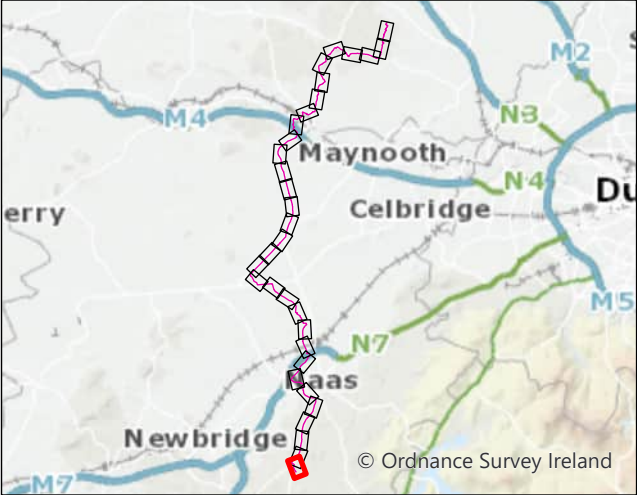 M2
N3
M4
Maynooth
N4
Du
erry
Celbridge
M5
N7
Naas
Newbridge
© Ordnance Survey Ireland
M7